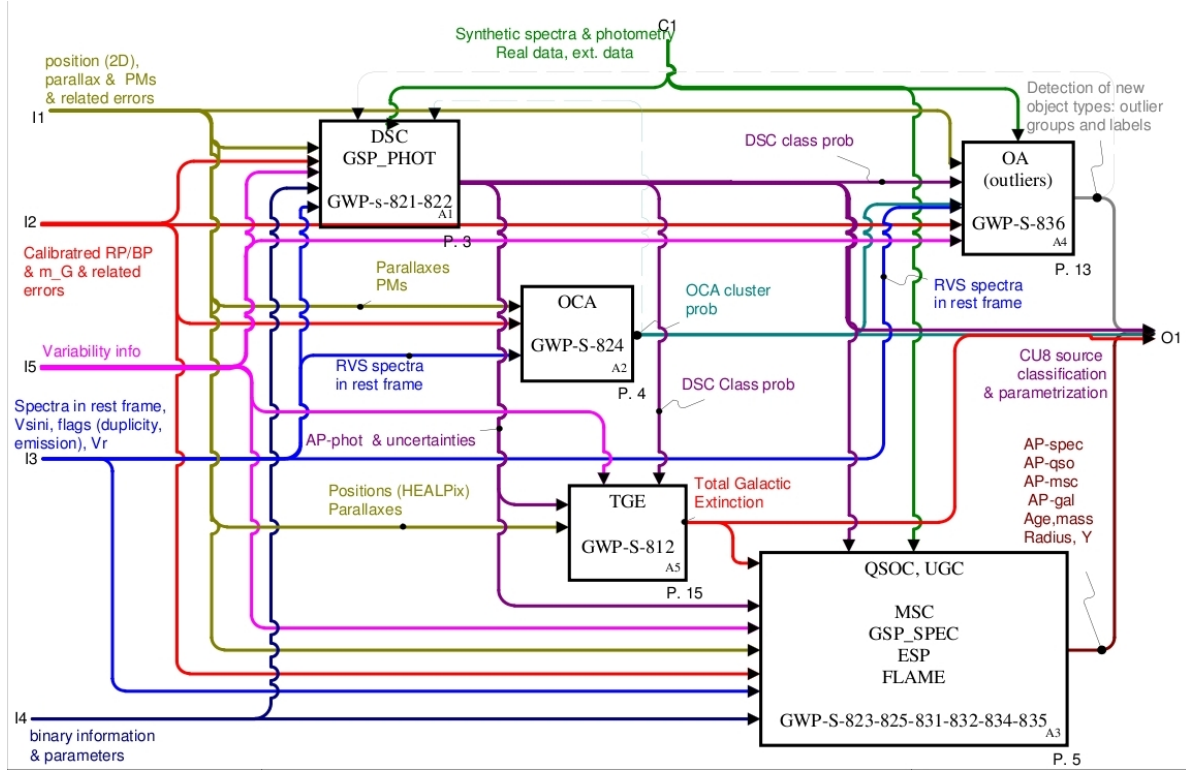 C1
Synthetic spectra & photometry
Real data, ext. data
position (2D),
parallax & PMs
& related errors
I1
Detection of new
object types: outlier
groups and labels
DSC
GSP_PHOT
GWP-s-821-822
A1
P. 3
DSC class prob
OA
(outliers)
GWP-S-836
A4
P. 13
I2
Calibratred RP/BP
& m_G & related
errors
Parallaxes
PMs
OCA
GWP-S-824
A2
P. 4
OCA cluster
prob
RVS spectra
in rest frame
O1
CU8 source
classification
& parametrization
Variability info
I5
RVS spectra
in rest frame
DSC Class prob
Spectra in rest frame,
Vsini, flags (duplicity,
emission), Vr
I3
AP-phot & uncertainties
AP-spec
AP-qso
AP-msc
AP-gal
Age,mass
Radius, Y
Positions (HEALPix)
Parallaxes
TGE
GWP-S-812
A5
P. 15
Total Galactic
Extinction
QSOC, UGC
MSC
GSP_SPEC
ESP
FLAME
GWP-S-823-825-831-832-834-835
A3
P. 5
I4
binary information
& parameters